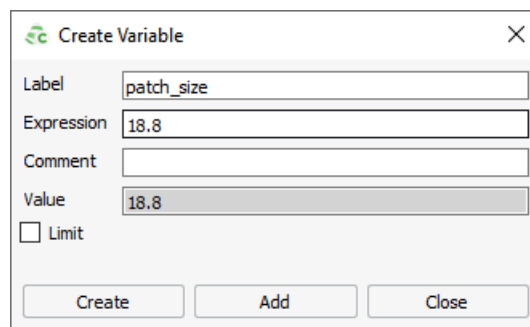 Create Variable
Label patch_size
Expression 18.8
Comment
Value 18.8
Limit
Create Add Close